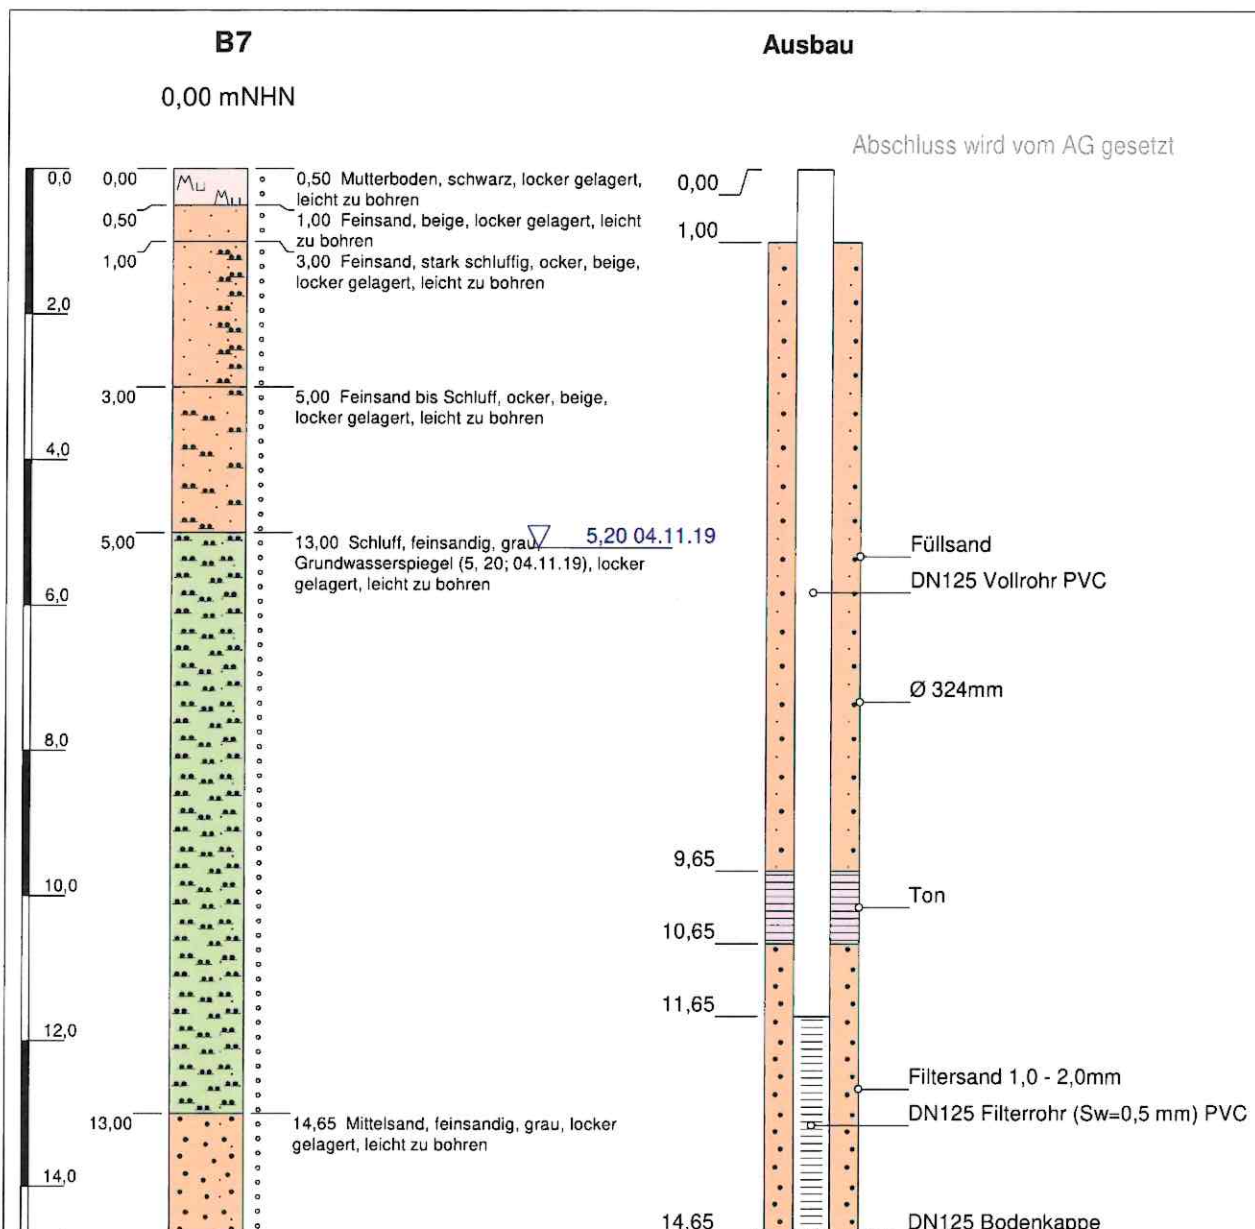 B7
Ausbau
0,00 mNHN
Abschluss wird vom AG gesetzt
0,0
2,0
4,0
6,0
8,0
10,0
12,0
14,0
0,00
0,50
1,00
3,00
5,00
13,00
0,50 Mutterboden, schwarz, locker gelagert,
leicht zu bohren
1,00 Feinsand, beige, locker gelagert, leicht
zu bohren
3,00 Feinsand, stark schluffig, ocker, beige,
locker gelagert, leicht zu bohren
5,00 Feinsand bis Schluff, ocker, beige,
locker gelagert, leicht zu bohren
13,00 Schluff, feinsandig, grau,
Grundwasserspiegel (5, 20; 04.11.19), locker
gelagert, leicht zu bohren
14,65 Mittelsand, feinsandig, grau, locker
gelagert, leicht zu bohren
5,20 04.11.19
0,00
1,00
9,65
10,65
11,65
14,65
Füllsand
DN125 Vollrohr PVC
Ø 324mm
Ton
Filtersand 1,0 - 2,0mm
DN125 Filterrohr (Sw=0,5 mm) PVC
DN125 Bodenkappe